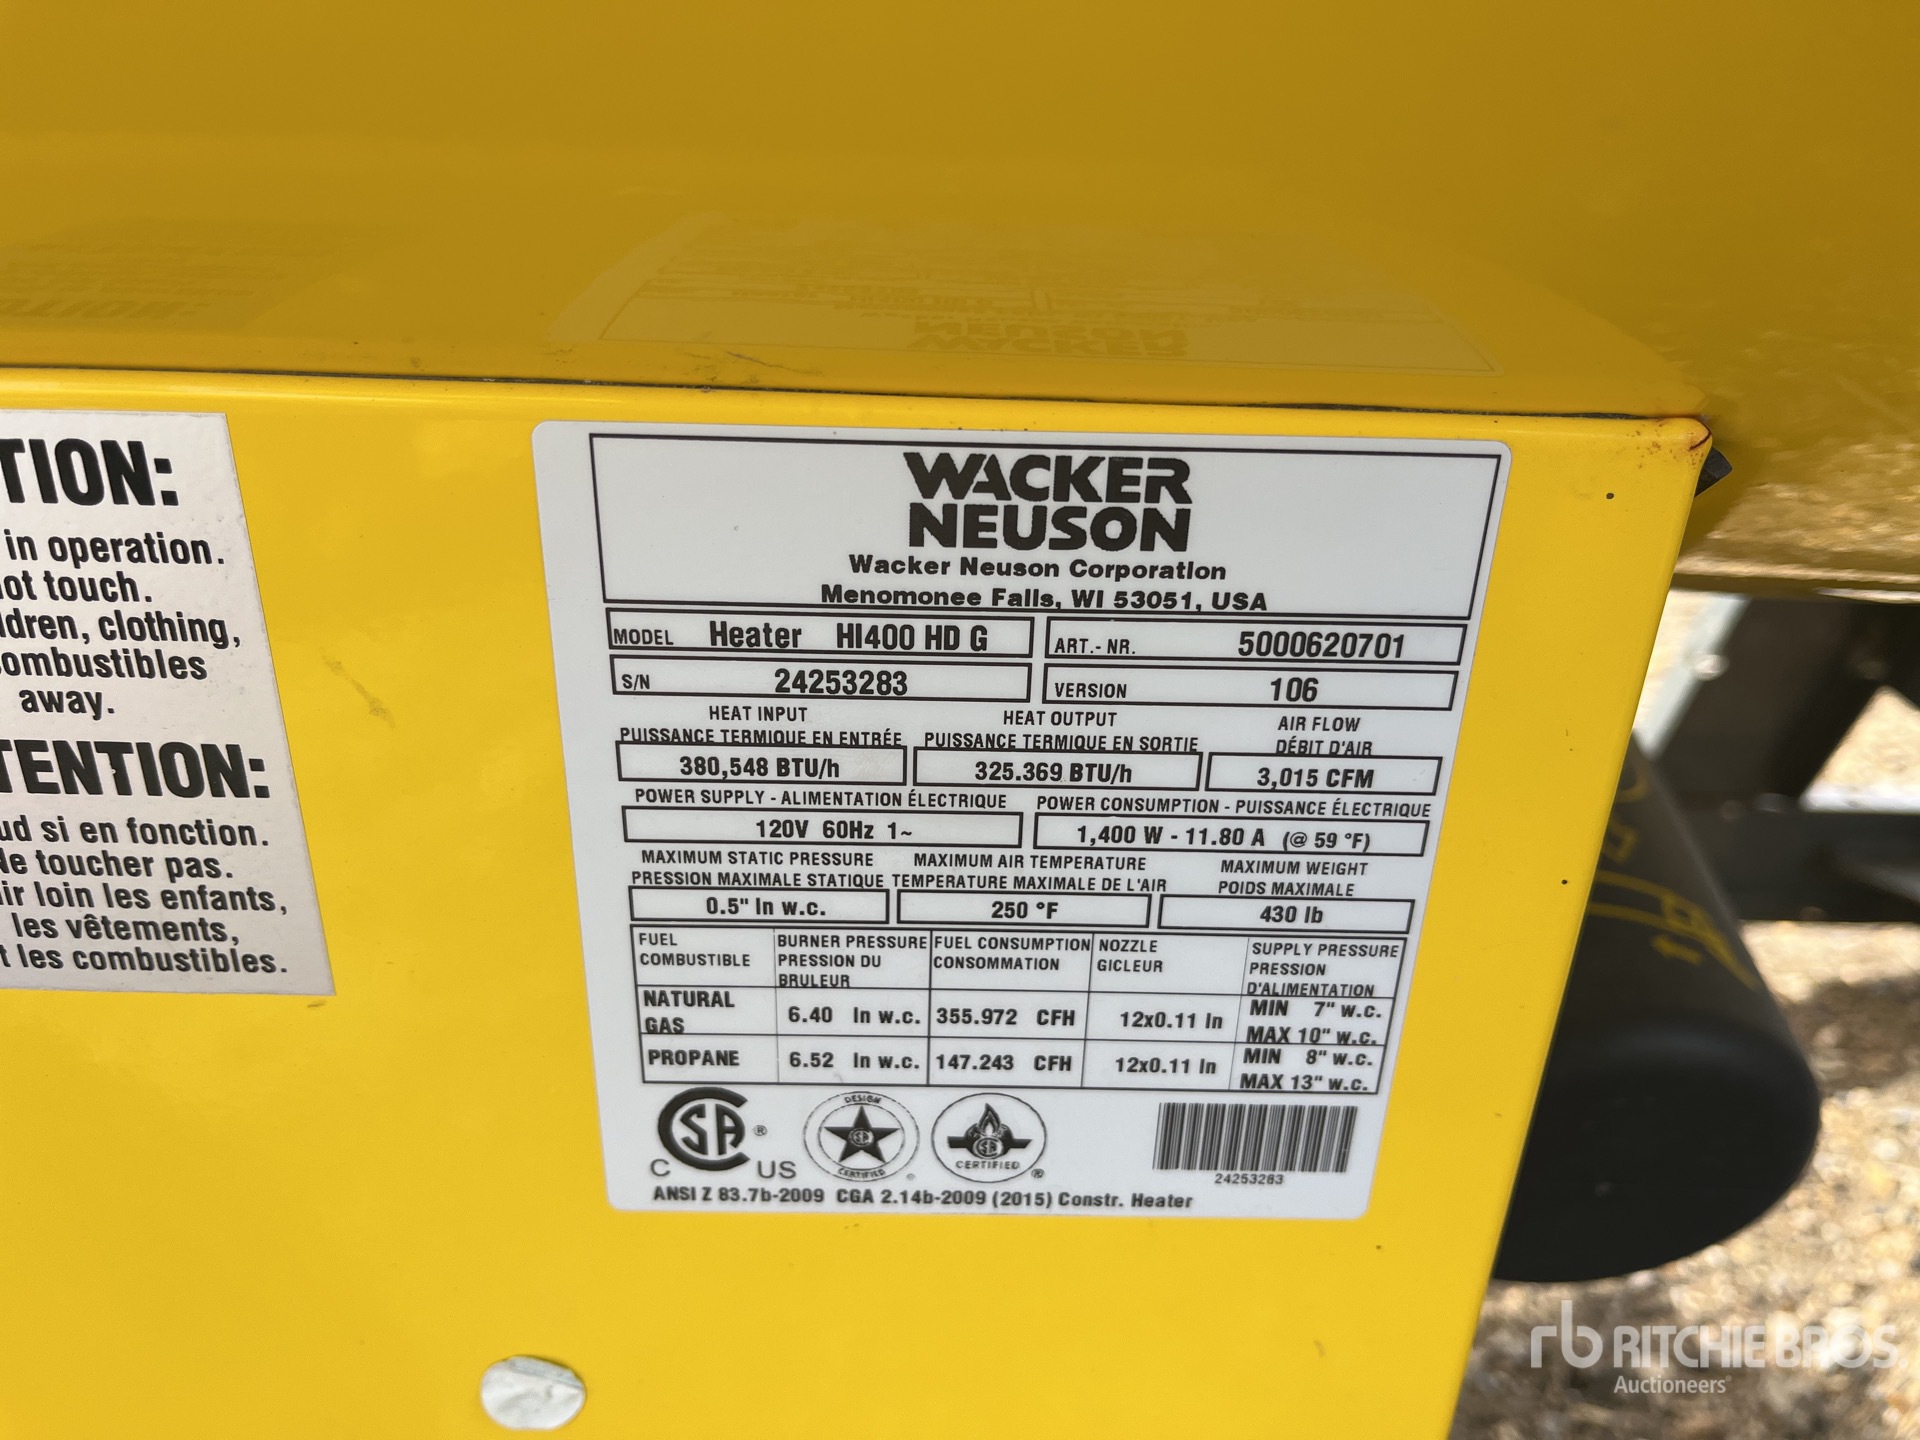 TION:
in operation.
ot touch.
ldren, clothing,
ombustibles
away.
TENTION:
ud si en fonction.
le toucher pas.
ir loin les enfants,
les vêtements,
t les combustibles.
WACKER
NEUSON
Wacker Neuson Corporation
Menomonee Falls, WI 53051, USA
MODEL Heater HI400 HD G ART.- NR. 5000620701
S/N 24253283 VERSION 106
HEAT INPUT HEAT OUTPUT AIR FLOW
PUISSANCE TERMIQUE EN ENTRÉE PUISSANCE TERMIQUE EN SORTIE DÉBIT D'AIR
380,548 BTU/h 325.369 BTU/h 3,015 CFM
POWER SUPPLY - ALIMENTATION ÉLECTRIQUE POWER CONSUMPTION - PUISSANCE ÉLECTRIQUE
120V 60Hz 1~ 1,400 W - 11.80 A (@ 59 °F)
MAXIMUM STATIC PRESSURE MAXIMUM AIR TEMPERATURE MAXIMUM WEIGHT
PRESSION MAXIMALE STATIQUE TEMPERATURE MAXIMALE DE L'AIR POIDS MAXIMALE
0.5" In w.c. 250 °F 430 lb
FUEL BURNER PRESSURE FUEL CONSUMPTION NOZZLE SUPPLY PRESSURE
COMBUSTIBLE PRESSION DU CONSOMMATION GICLEUR PRESSION
BRULEUR D'ALIMENTATION
NATURAL 6.40 In w.c. 355.972 CFH 12x0.11 In MIN 7" w.c.
GAS MAX 10" w.c.
PROPANE 6.52 In w.c. 147.243 CFH 12x0.11 In MIN 8" w.c.
MAX 13" w.c.
CSA ® DESIGN
C US CERTIFIED CERTIFIED ®
24253283
ANSI Z 83.7b-2009 CGA 2.14b-2009 (2015) Constr. Heater
rb RITCHIE BROS
Auctioneers